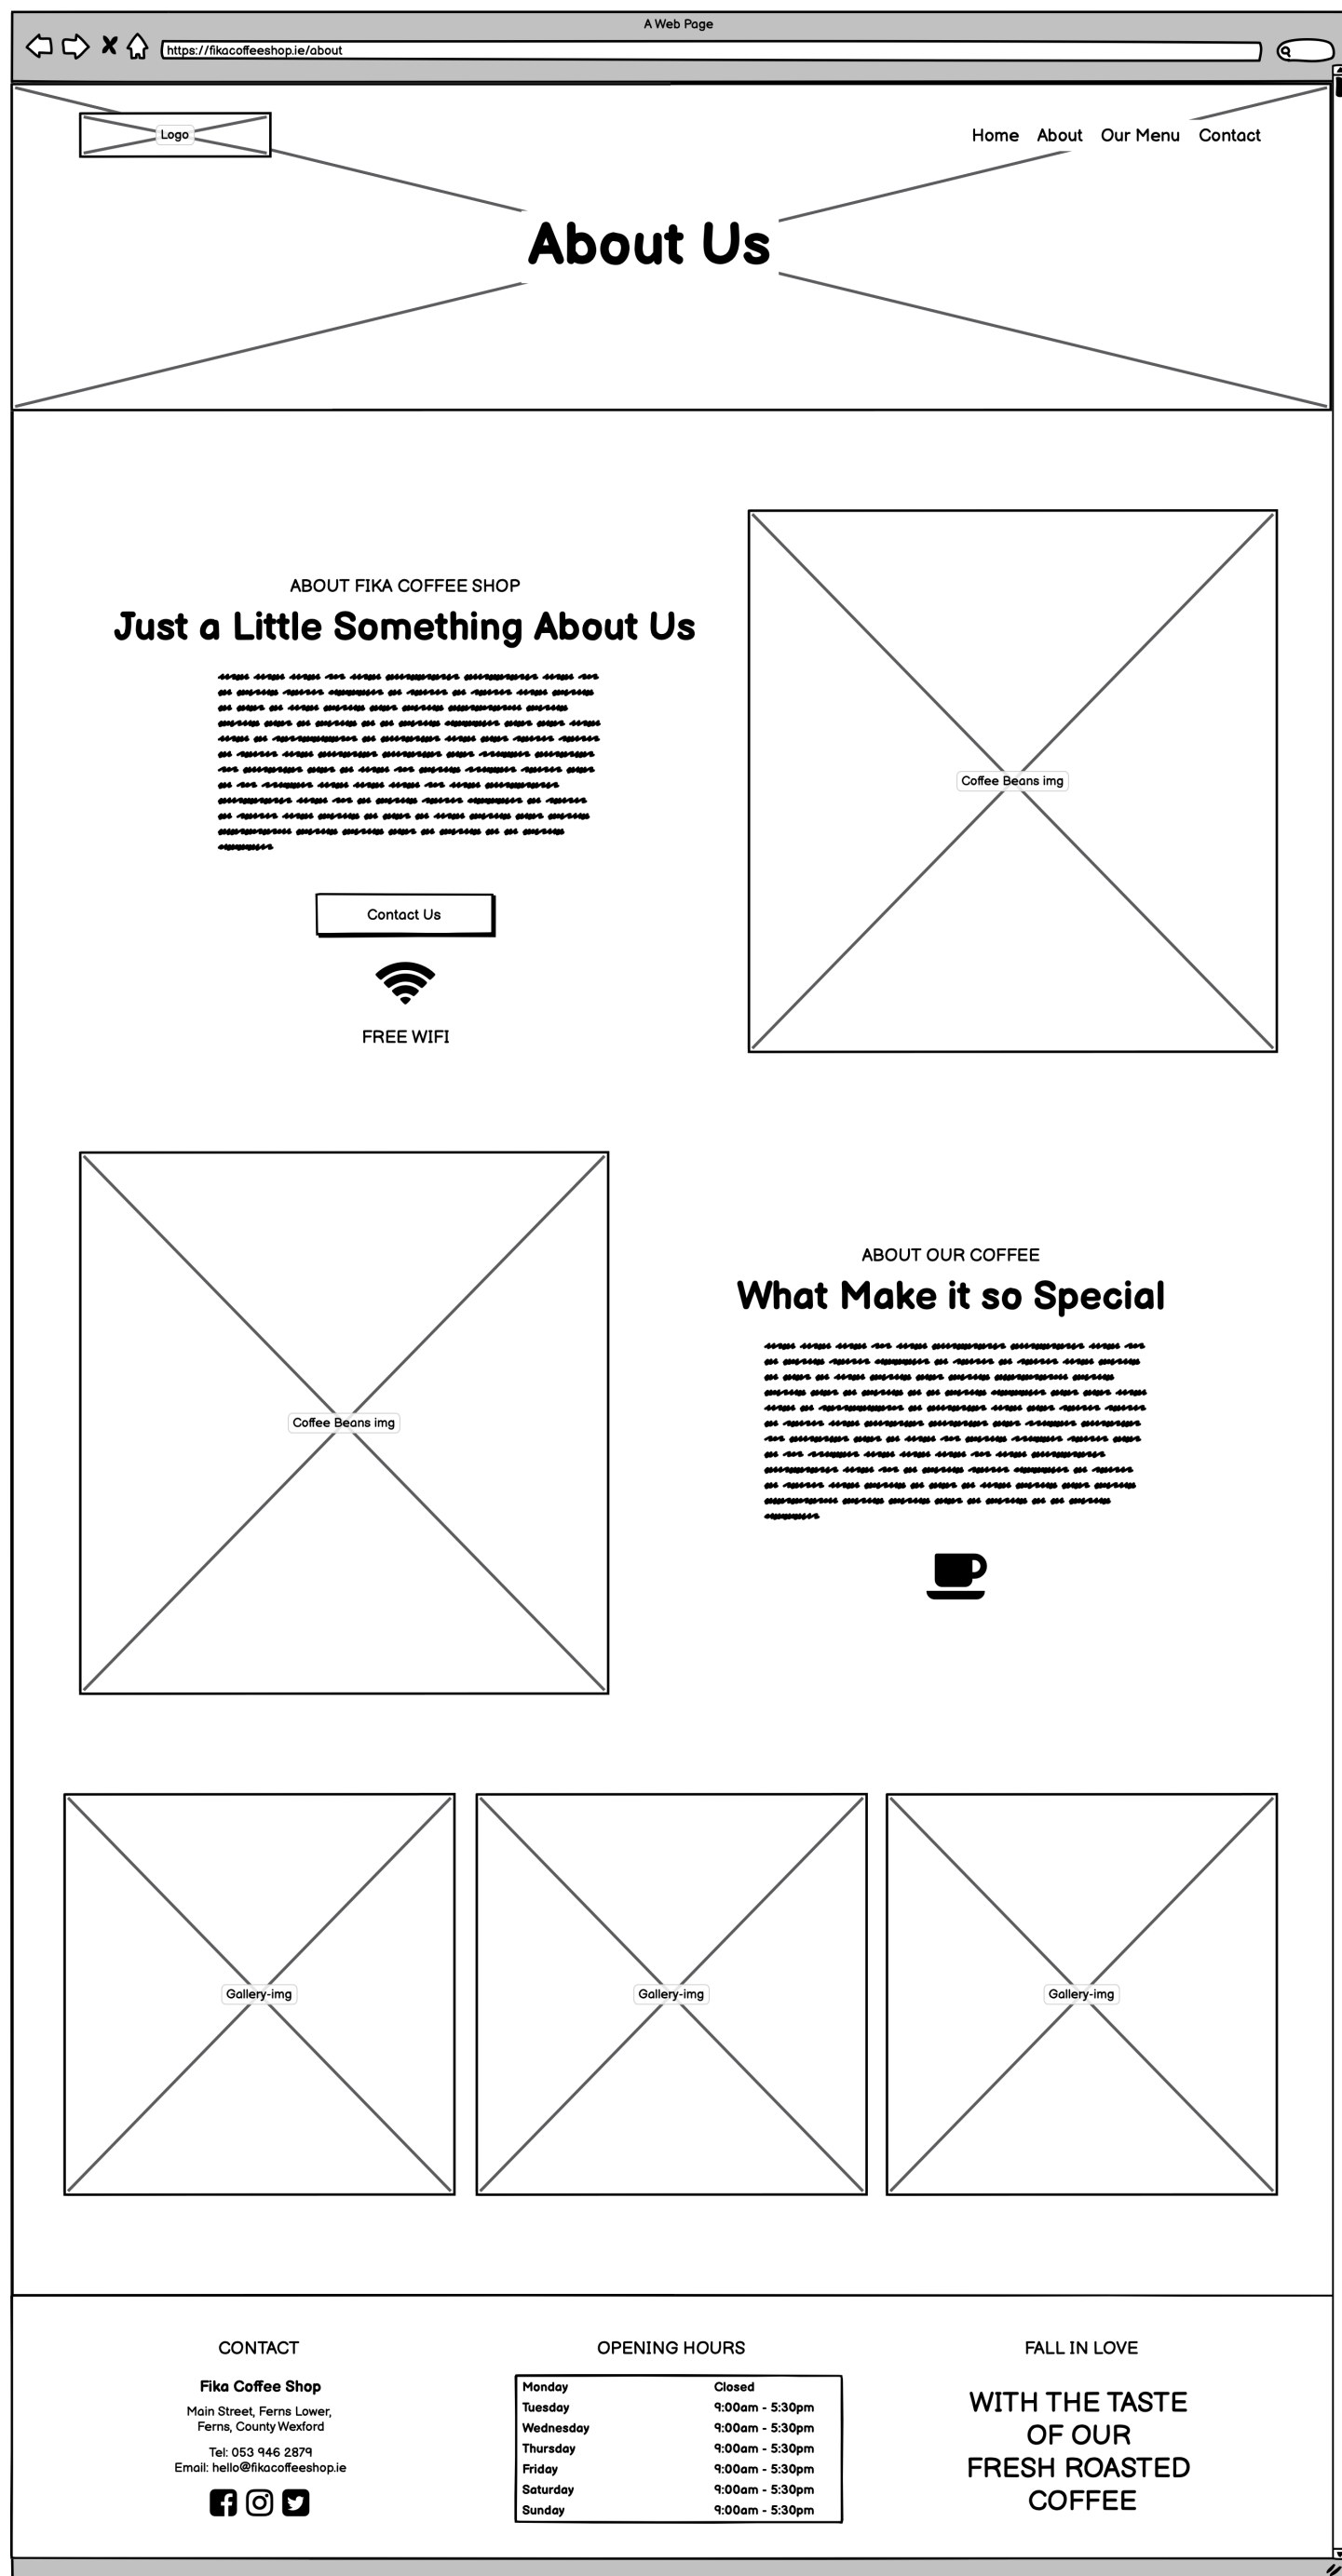 A Web Page
https://fikacoffeeshop.ie/about
Logo
Home About Our Menu Contact
About Us
ABOUT FIKA COFFEE SHOP
Just a Little Something About Us
Coffee Beans img
Contact Us
FREE WIFI
Coffee Beans img
ABOUT OUR COFFEE
What Make it so Special
Gallery-img
Gallery-img
Gallery-img
CONTACT
Fika Coffee Shop
Main Street, Ferns Lower,
Ferns, County Wexford
Tel: 053 946 2879
Email: hello@fikacoffeeshop.ie
OPENING HOURS
Monday Closed
Tuesday 9:00am - 5:30pm
Wednesday 9:00am - 5:30pm
Thursday 9:00am - 5:30pm
Friday 9:00am - 5:30pm
Saturday 9:00am - 5:30pm
Sunday 9:00am - 5:30pm
FALL IN LOVE
WITH THE TASTE
OF OUR
FRESH ROASTED
COFFEE